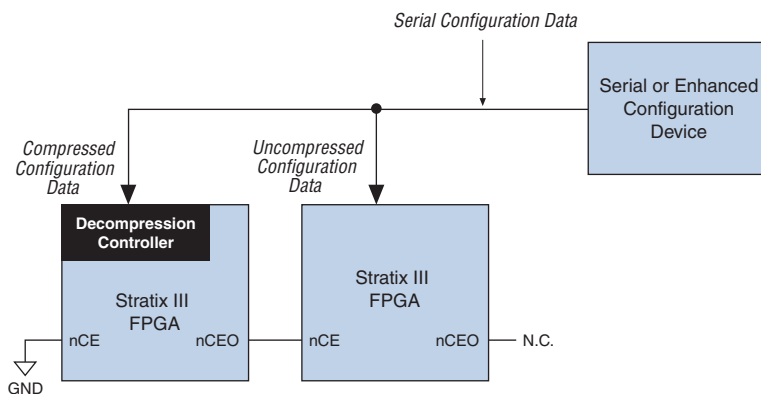 Serial Configuration Data
Serial or Enhanced
Configuration
Device
Compressed
Configuration
Data
Uncompressed
Configuration
Data
Decompression
Controller
Stratix III
FPGA
Stratix III
FPGA
nCE
nCEO
nCE
nCEO
N.C.
GND